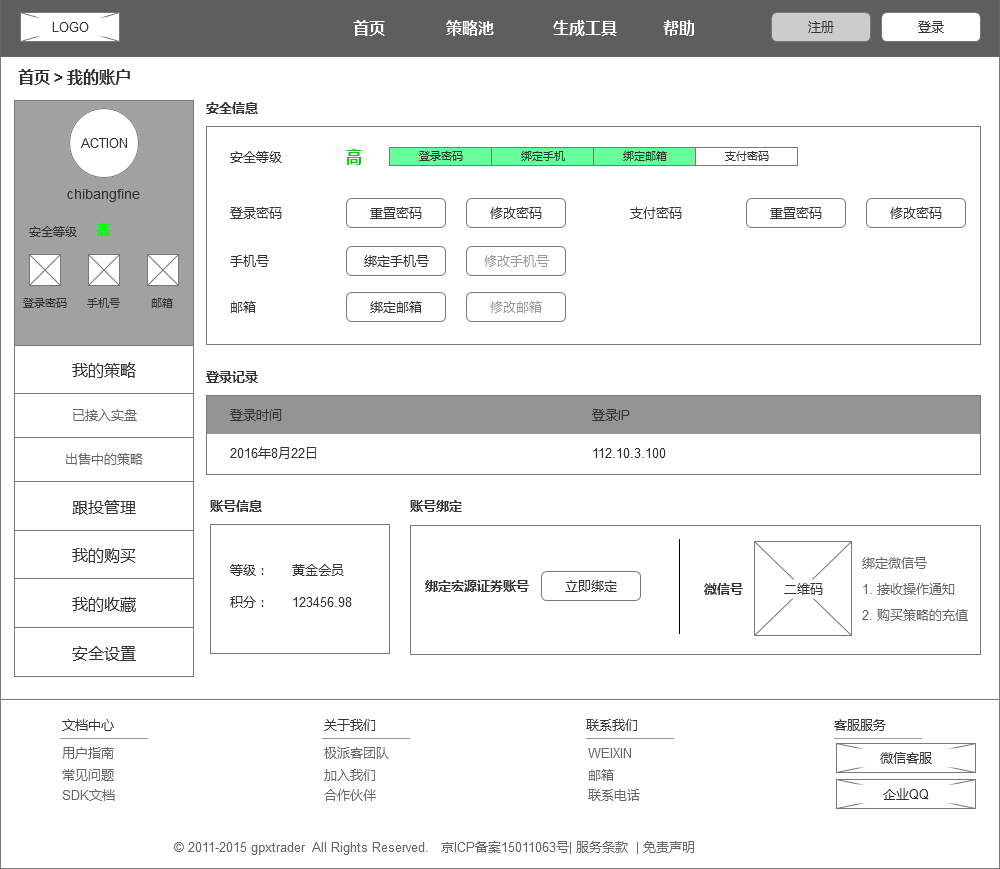 LOGO 首页 策略池 生成工具 帮助 注册 登录
首页 > 我的账户
ACTION
chibangfine
安全等级 高
登录密码 手机号 邮箱
我的策略
已接入实盘
出售中的策略
跟投管理
我的购买
我的收藏
安全设置
安全信息
安全等级 高 登录密码 绑定手机 绑定邮箱 支付密码
登录密码 重置密码 修改密码 支付密码 重置密码 修改密码
手机号 绑定手机号 修改手机号
邮箱 绑定邮箱 修改邮箱
登录记录
登录时间 登录IP
2016年8月22日 112.10.3.100
账号信息
等级： 黄金会员
积分： 123456.98
账号绑定
绑定宏源证券账号 立即绑定
微信号 二维码
绑定微信号
1. 接收操作通知
2. 购买策略的充值
文档中心
用户指南
常见问题
SDK文档
关于我们
极派客团队
加入我们
合作伙伴
联系我们
WEIXIN
邮箱
联系电话
客服服务
微信客服
企业QQ
© 2011-2015 gpxtrader All Rights Reserved. 京ICP备案15011063号| 服务条款 | 免责声明